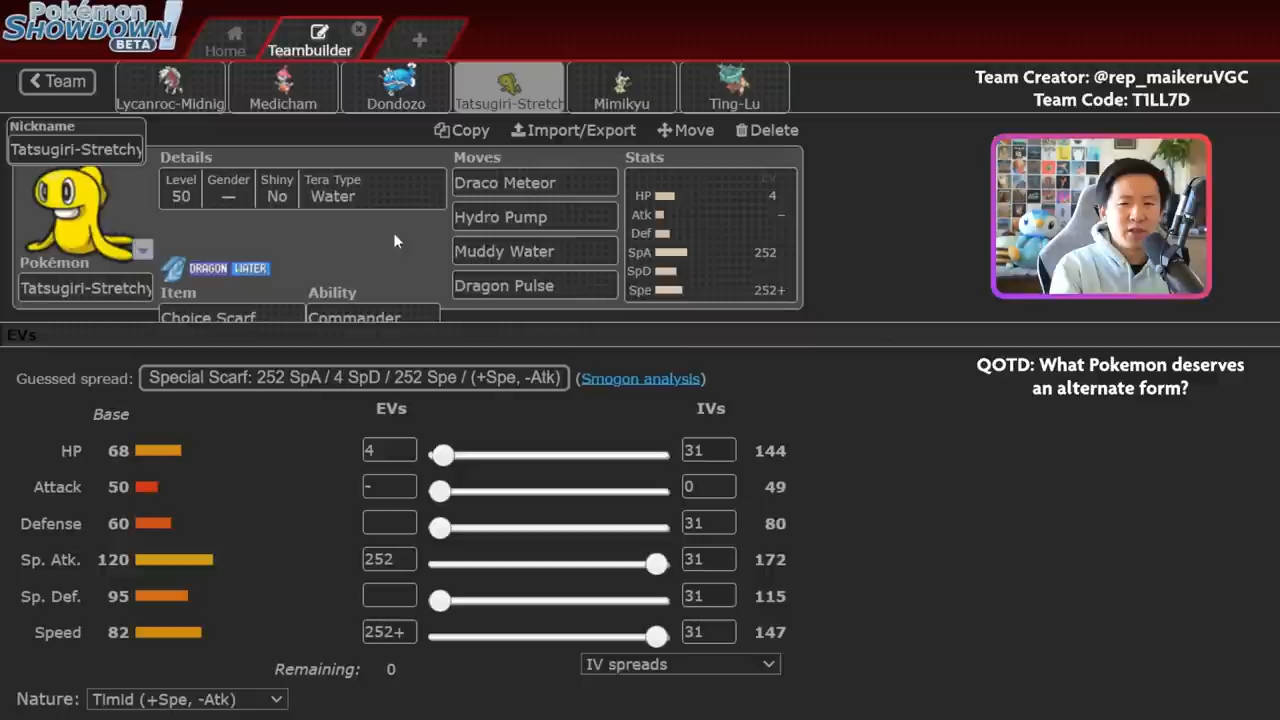 Pokémon
SHOWDOWN!
BETA
Home
Teambuilder
Team
Lycanroc-Midnig
Medicham
Dondozo
Tatsugiri-Stretch
Mimikyu
Ting-Lu
Team Creator: @rep_maikeruVGC
Team Code: T1LL7D
Copy
Import/Export
Move
Delete
Nickname
Tatsugiri-Stretchy
Details
Level
50
Gender
—
Shiny
No
Tera Type
Water
Pokémon
Tatsugiri-Stretchy
DRAGON WATER
Item
Choice Scarf
Ability
Commander
Moves
Draco Meteor
Hydro Pump
Muddy Water
Dragon Pulse
Stats
EV
HP 4
Atk –
Def
SpA 252
SpD
Spe 252+
EVs
Guessed spread: Special Scarf: 252 SpA / 4 SpD / 252 Spe / (+Spe, -Atk) (Smogon analysis)
QOTD: What Pokemon deserves
an alternate form?
Base EVs IVs
HP 68 4 31 144
Attack 50 - 0 49
Defense 60 31 80
Sp. Atk. 120 252 31 172
Sp. Def. 95 31 115
Speed 82 252+ 31 147
Remaining: 0
IV spreads
Nature: Timid (+Spe, -Atk)